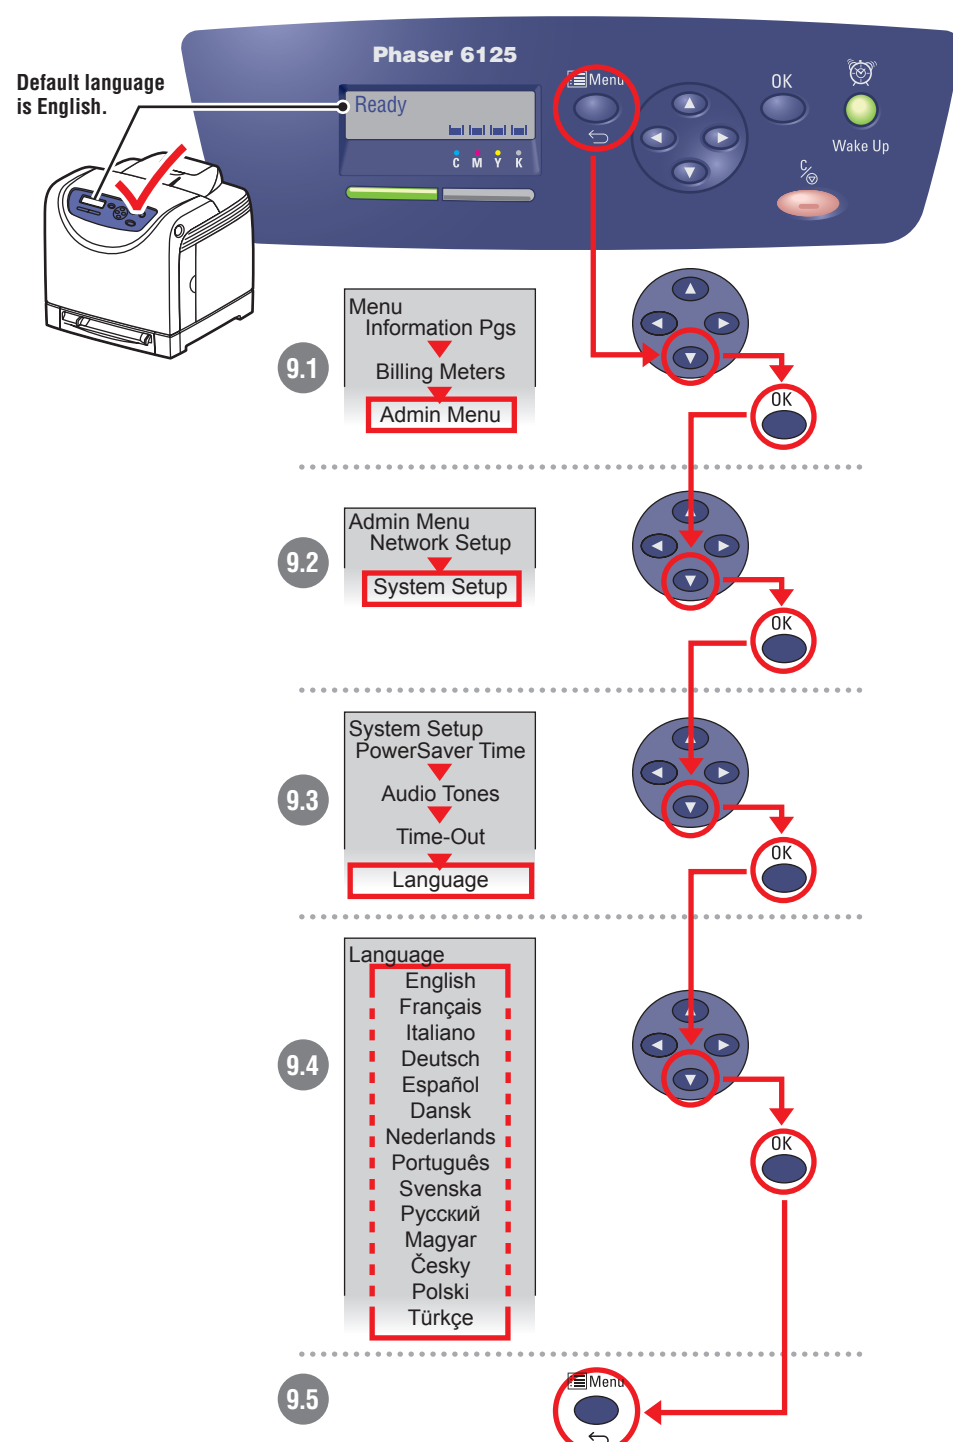 Phaser 6125
Default language
is English.
Ready
C M Y K
Menu
OK
Wake Up
C
9.1
Menu
Information Pgs
Billing Meters
Admin Menu
OK
9.2
Admin Menu
Network Setup
System Setup
OK
9.3
System Setup
PowerSaver Time
Audio Tones
Time-Out
Language
OK
9.4
Language
English
Français
Italiano
Deutsch
Español
Dansk
Nederlands
Português
Svenska
Русский
Magyar
Česky
Polski
Türkçe
OK
9.5
Menu